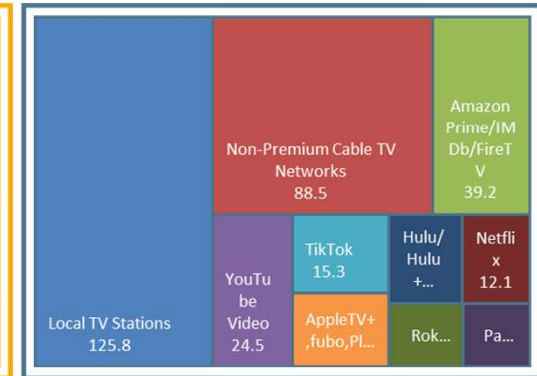 Local TV Stations
125.8
Non-Premium Cable TV
Networks
88.5
Amazon
Prime/IM
Db/FireT
V
39.2
YouTu
be
Video
24.5
TikTok
15.3
AppleTV+
,fubo,Pl...
Hulu/
Hulu
+...
Netfli
x
12.1
Rok...
Pa...